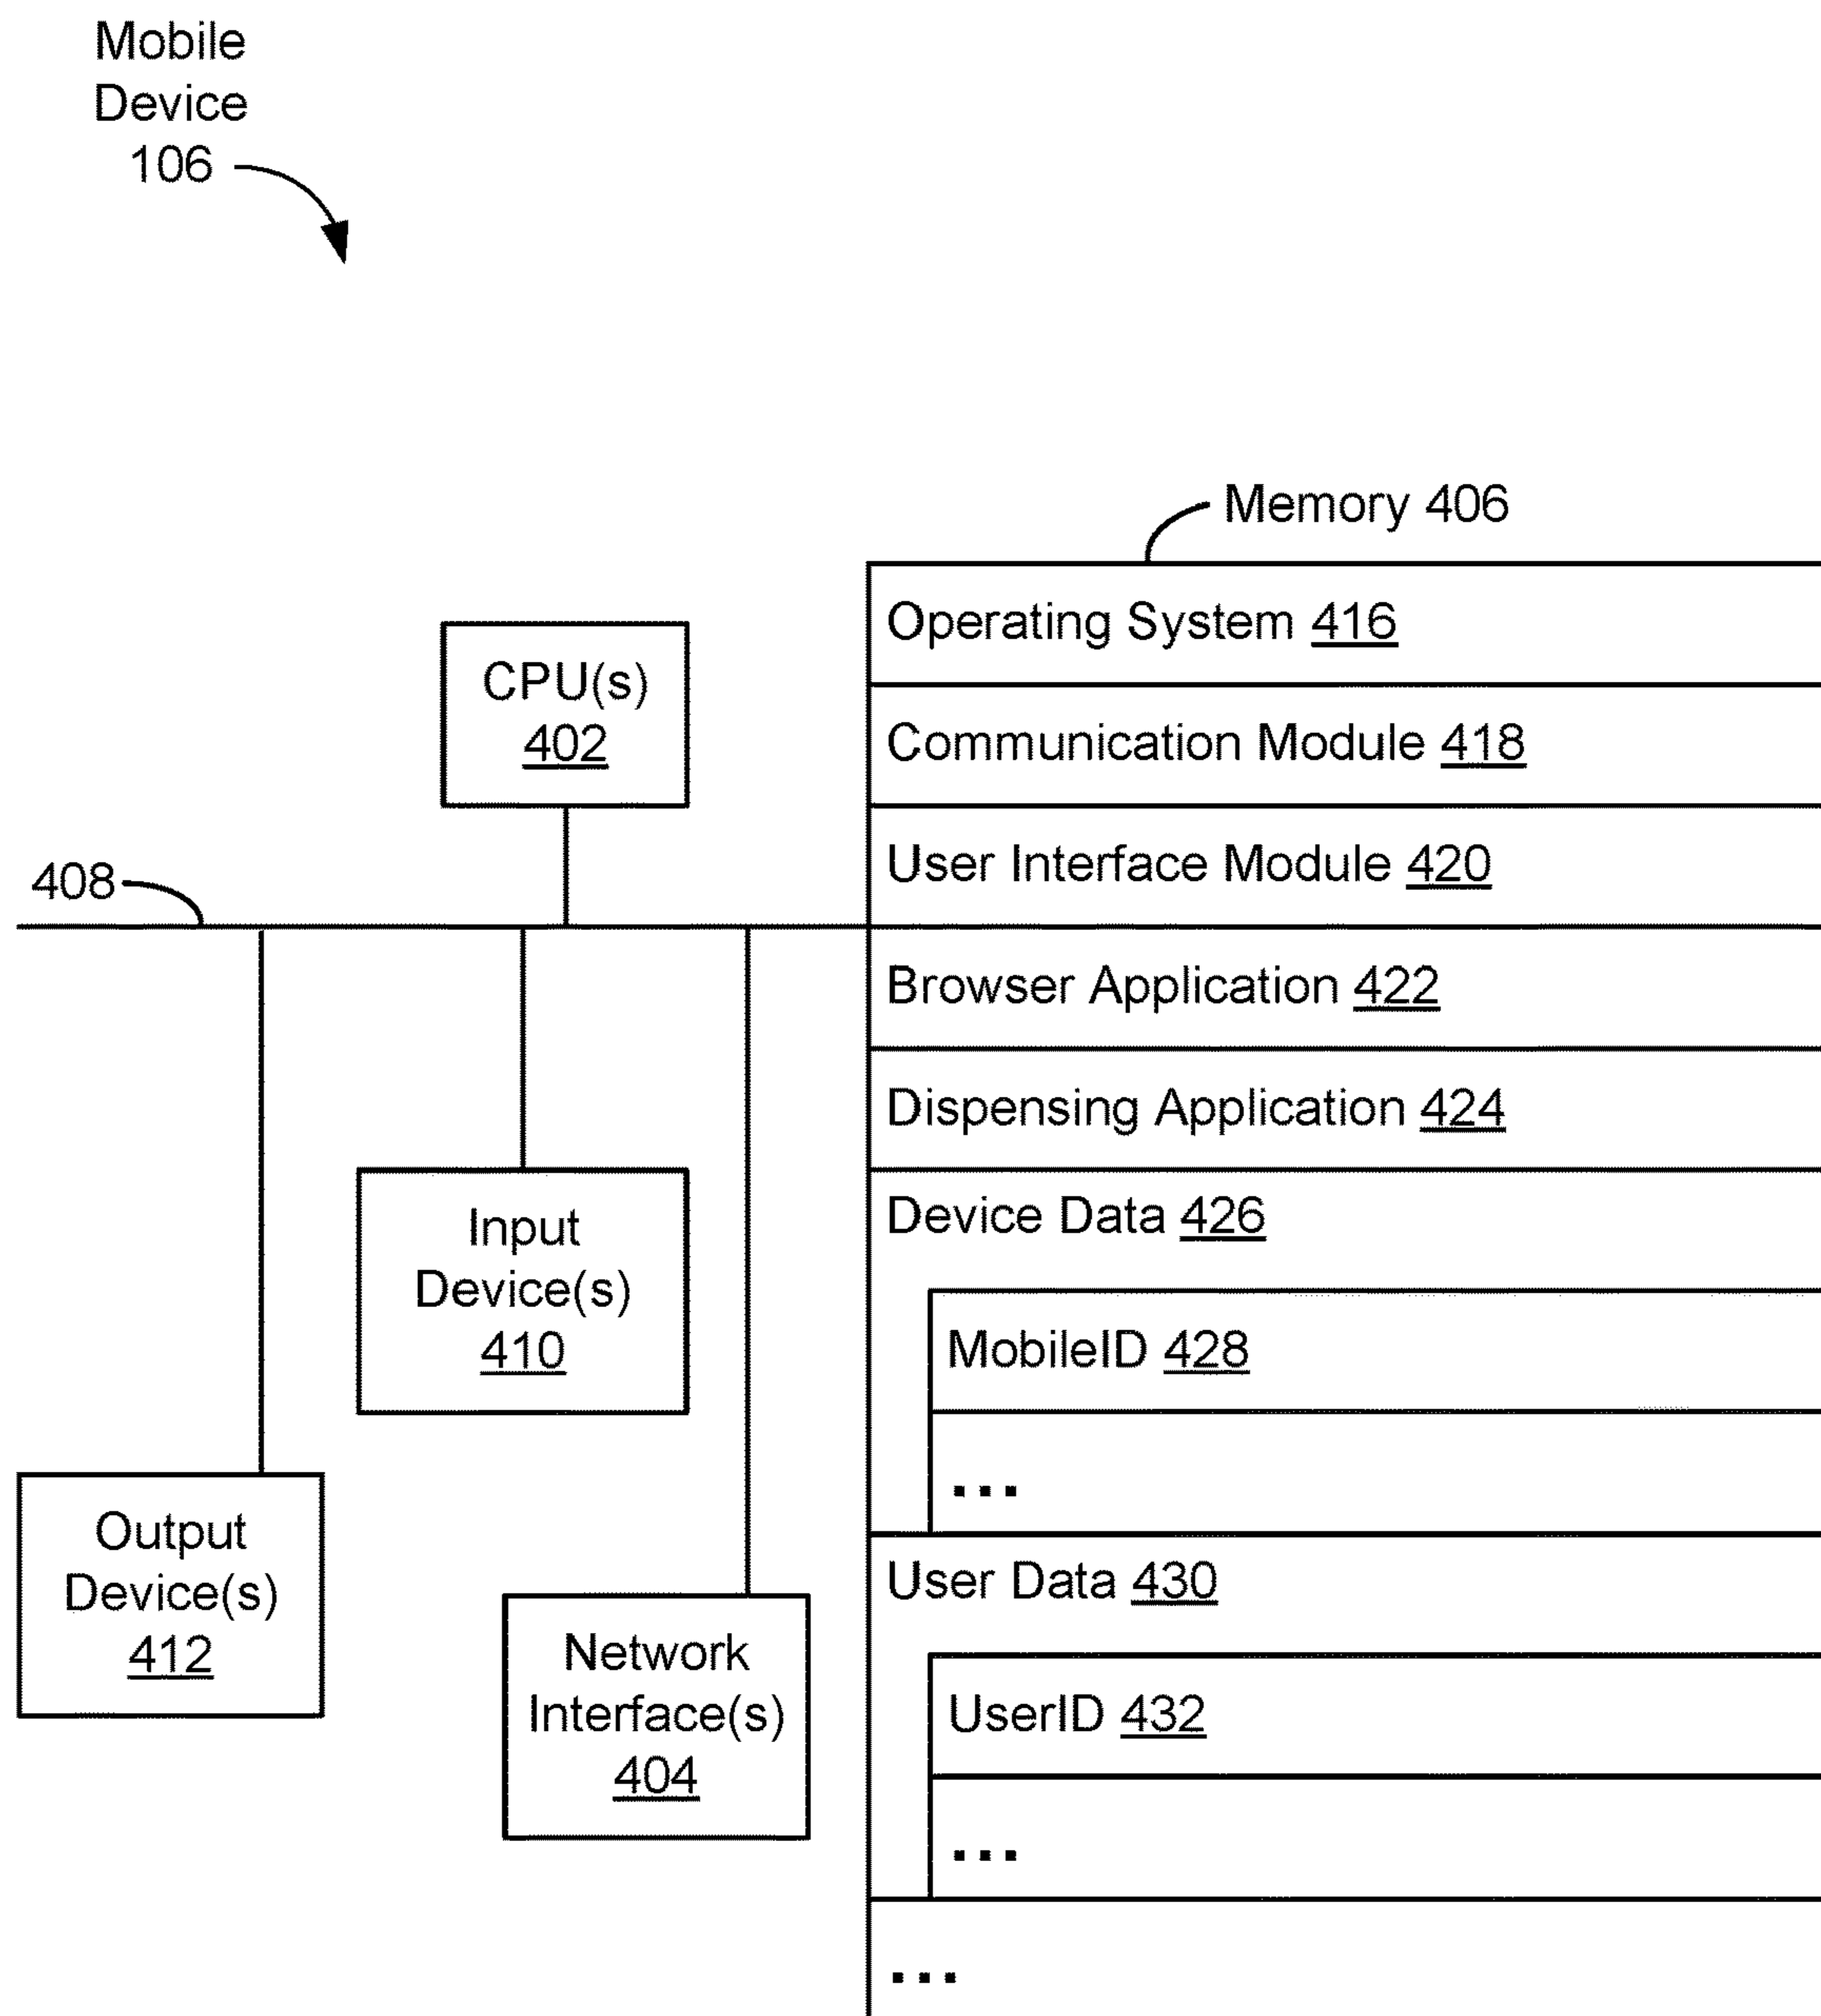 Mobile
Device
106
Memory 406
Operating System 416
CPU(s)
402
Communication Module 418
User Interface Module 420
408
Browser Application 422
Dispensing Application 424
Input
Device(s)
410
Device Data 426
MobileID 428
...
Output
Device(s)
412
User Data 430
Network
Interface(s)
404
UserID 432
...
...